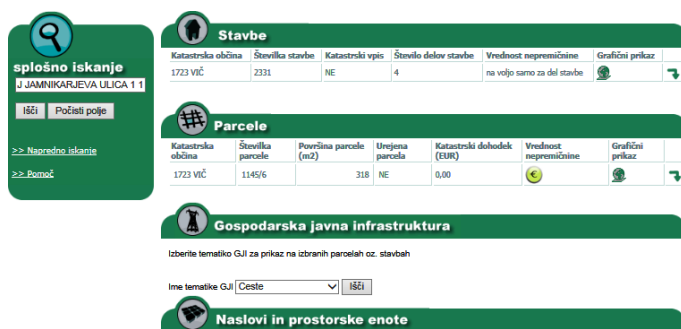 splošno iskanje
J JAMNIKARJEVA ULICA 1 1
Išči Počisti polje
>> Napredno iskanje
>> Pomoč
Stavbe
Katastrska občina Številka stavbe Katastrski vpis Število delov stavbe Vrednost nepremičnine Grafični prikaz
1723 VIČ 2331 NE 4 na voljo samo za del stavbe
Parcele
Katastrska občina Številka parcele Površina parcele (m2) Urejena parcela Katastrski dohodek (EUR) Vrednost nepremičnine Grafični prikaz
1723 VIČ 1145/6 318 NE 0,00 €
Gospodarska javna infrastruktura
Izberite tematiko GJI za prikaz na izbranih parcelah oz. stavbah
Ime tematike GJI Ceste Išči
Naslovi in prostorske enote